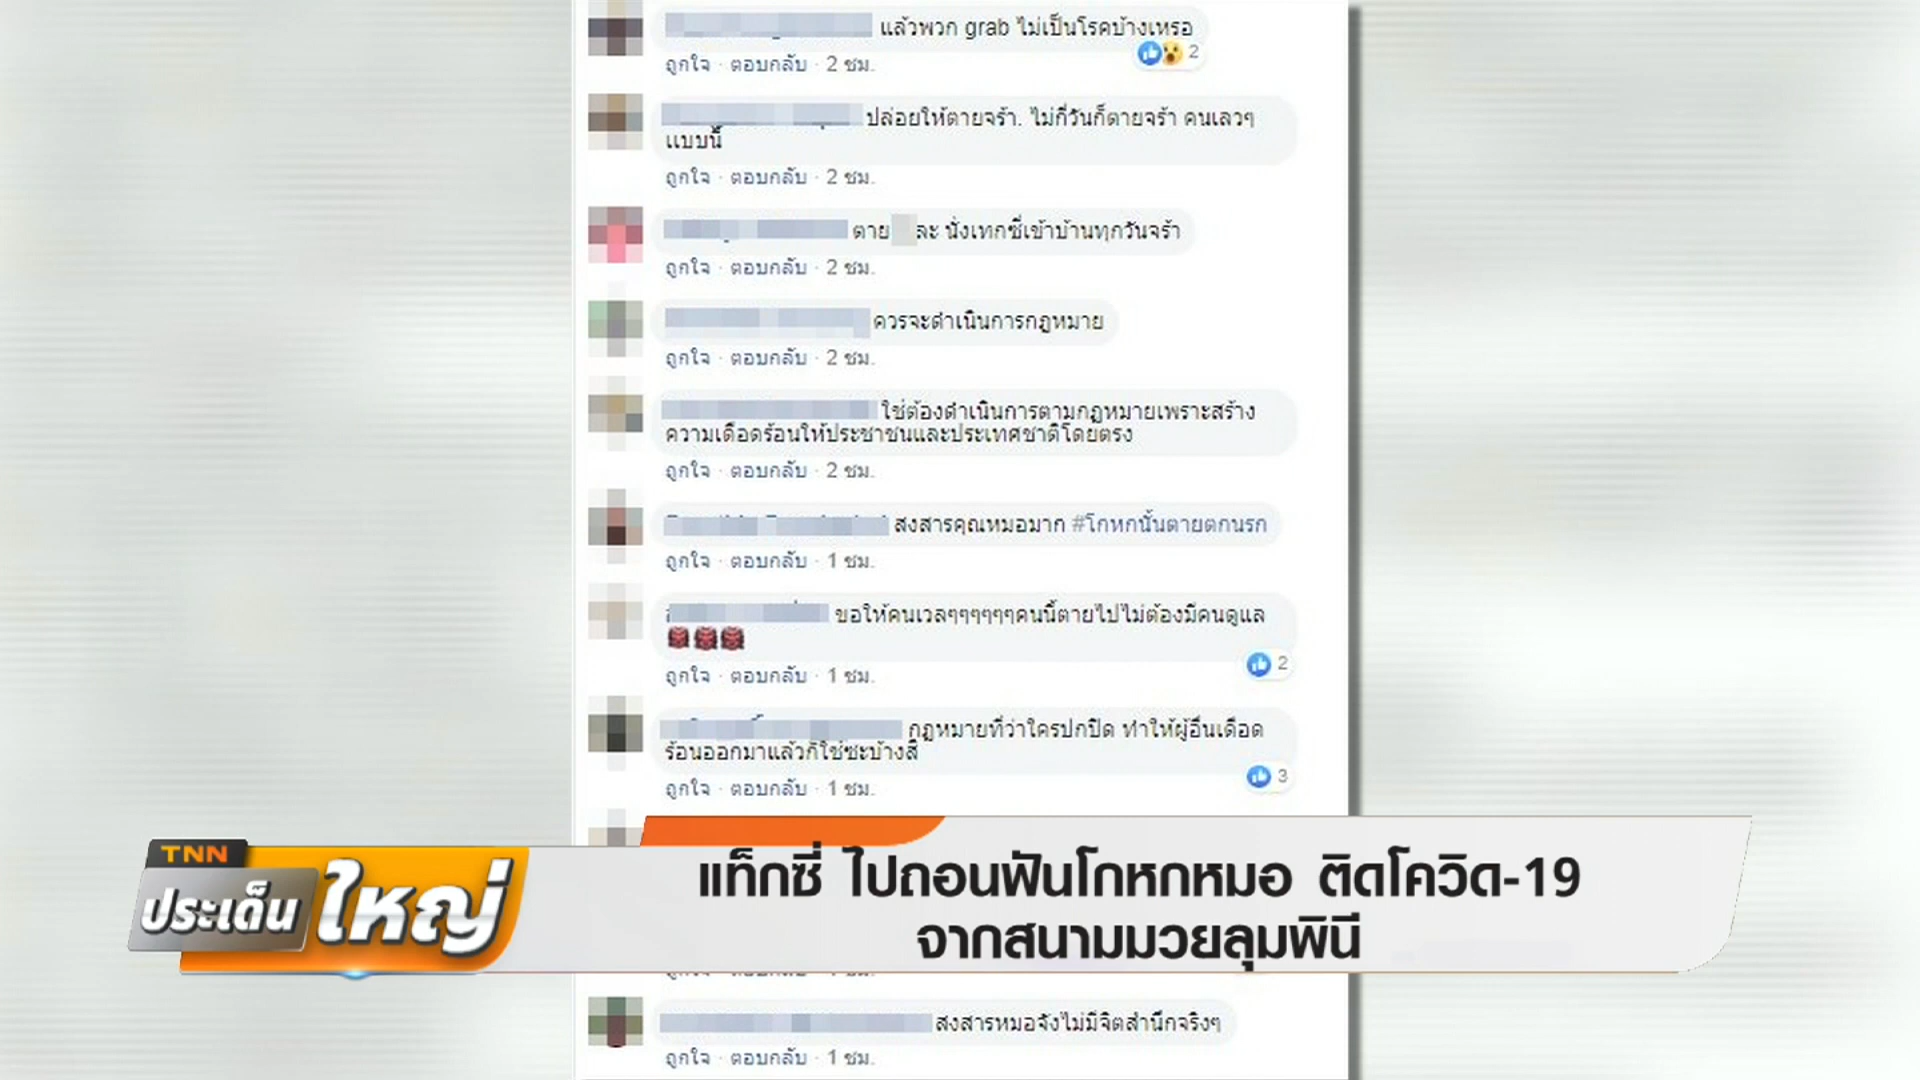 แล้วพวก grab ไม่เป็นโรคบ้างเหรอ
2
ถูกใจ · ตอบกลับ · 2 ชม.
ปล่อยให้ตายจร้า. ไม่กี่วันก็ตายจร้า คนเลวๆ
แบบนี้
ถูกใจ · ตอบกลับ · 2 ชม.
ตาย ละ นั่งเทกซี่เข้าบ้านทุกวันจร้า
ถูกใจ · ตอบกลับ · 2 ชม.
ควรจะดำเนินการกฎหมาย
ถูกใจ · ตอบกลับ · 2 ชม.
ใช่ต้องดำเนินการตามกฎหมายเพราะสร้าง
ความเดือดร้อนให้ประชาชนและประเทศชาติโดยตรง
ถูกใจ · ตอบกลับ · 2 ชม.
สงสารคุณหมอมาก #โกหกนั้นตายตกนรก
ถูกใจ · ตอบกลับ · 1 ชม.
ขอให้คนเวลๆๆๆๆๆๆคนนี้ตายไปไม่ต้องมีคนดูแล
👹👹👹
2
ถูกใจ · ตอบกลับ · 1 ชม.
กฎหมายที่ว่าใครปกปิด ทำให้ผู้อื่นเดือด
ร้อนออกมาแล้วก็ใช้ซะบ้างสิ
3
ถูกใจ · ตอบกลับ · 1 ชม.
TNN
ประเด็น ใหญ่
แท็กซี่ ไปถอนฟันโกหกหมอ ติดโควิด-19
จากสนามมวยลุมพินี
สงสารหมอจังไม่มีจิตสำนึกจริงๆ
ถูกใจ · ตอบกลับ · 1 ชม.